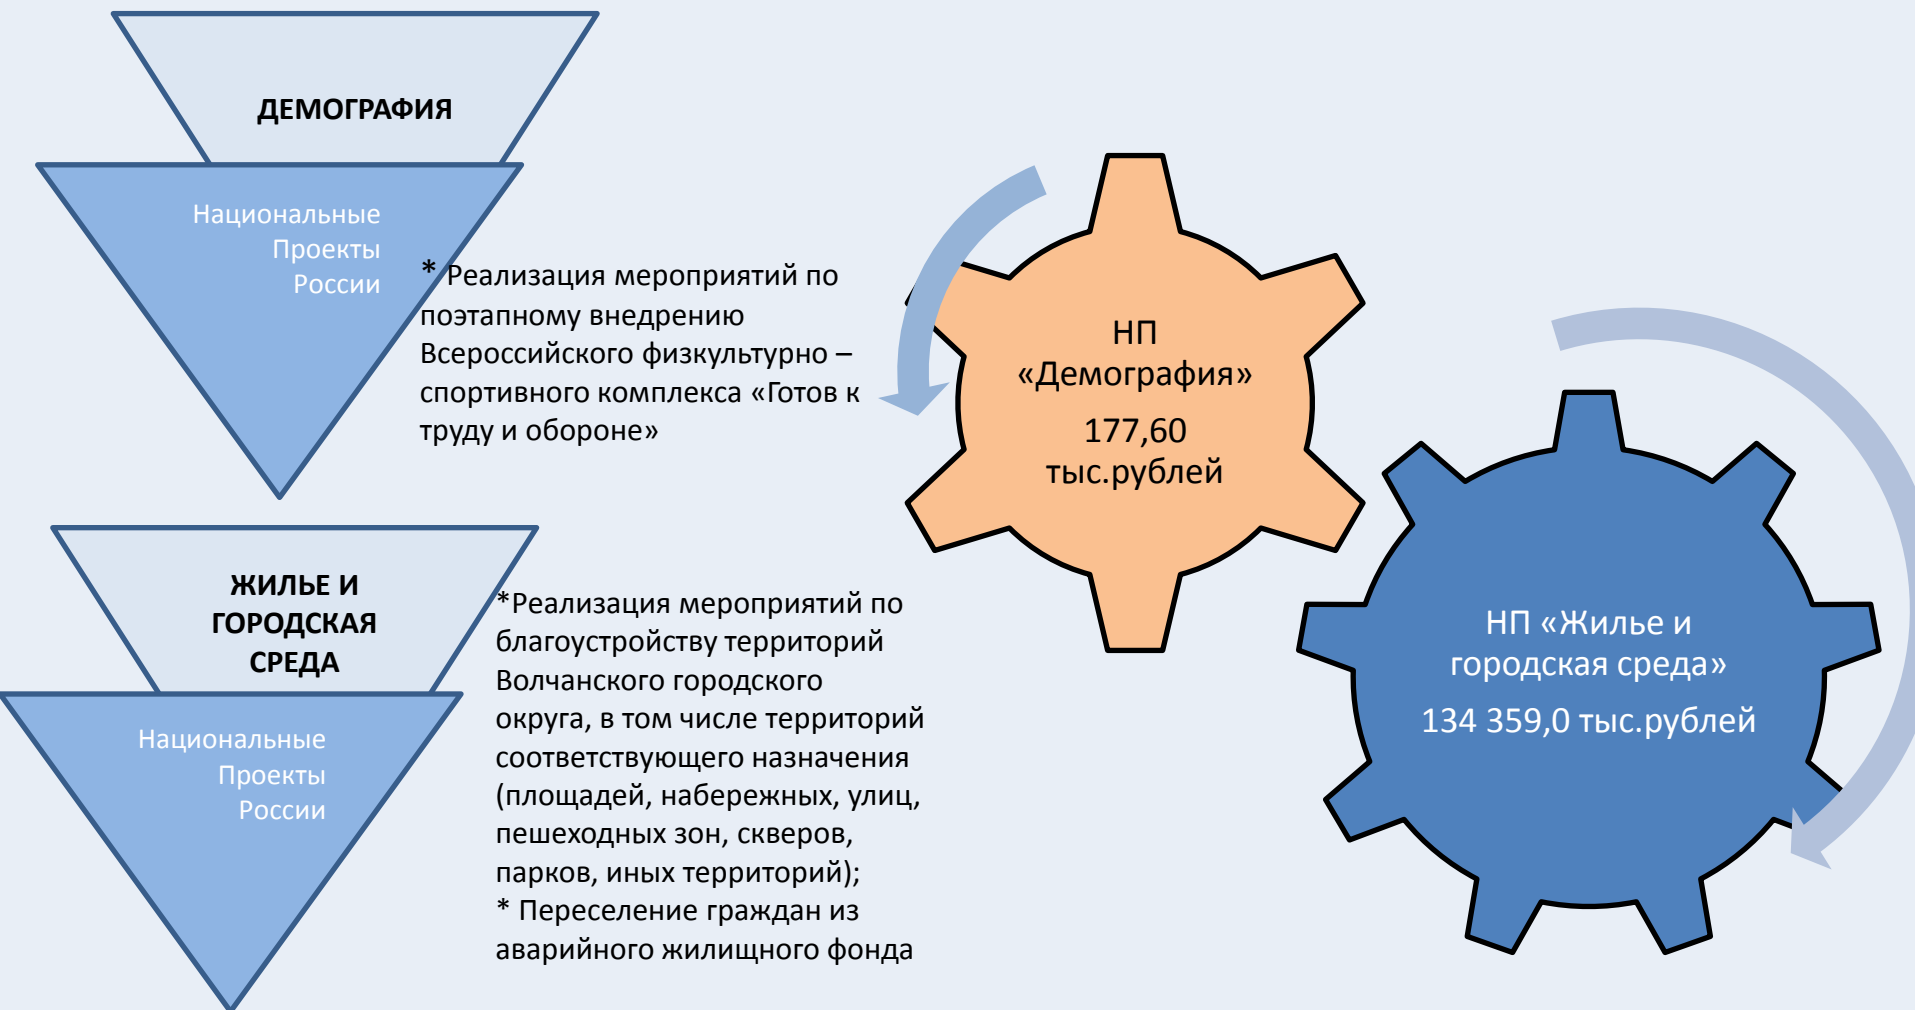 ДЕМОГРАФИЯ
Национальные
Проекты
России
* Реализация мероприятий по
поэтапному внедрению
Всероссийского физкультурно –
спортивного комплекса «Готов к
труду и обороне»
ЖИЛЬЕ И
ГОРОДСКАЯ
СРЕДА
Национальные
Проекты
России
*Реализация мероприятий по
благоустройству территорий
Волчанского городского
округа, в том числе территорий
соответствующего назначения
(площадей, набережных, улиц,
пешеходных зон, скверов,
парков, иных территорий);
* Переселение граждан из
аварийного жилищного фонда
НП
«Демография»
177,60
тыс.рублей
НП «Жилье и
городская среда»
134 359,0 тыс.рублей